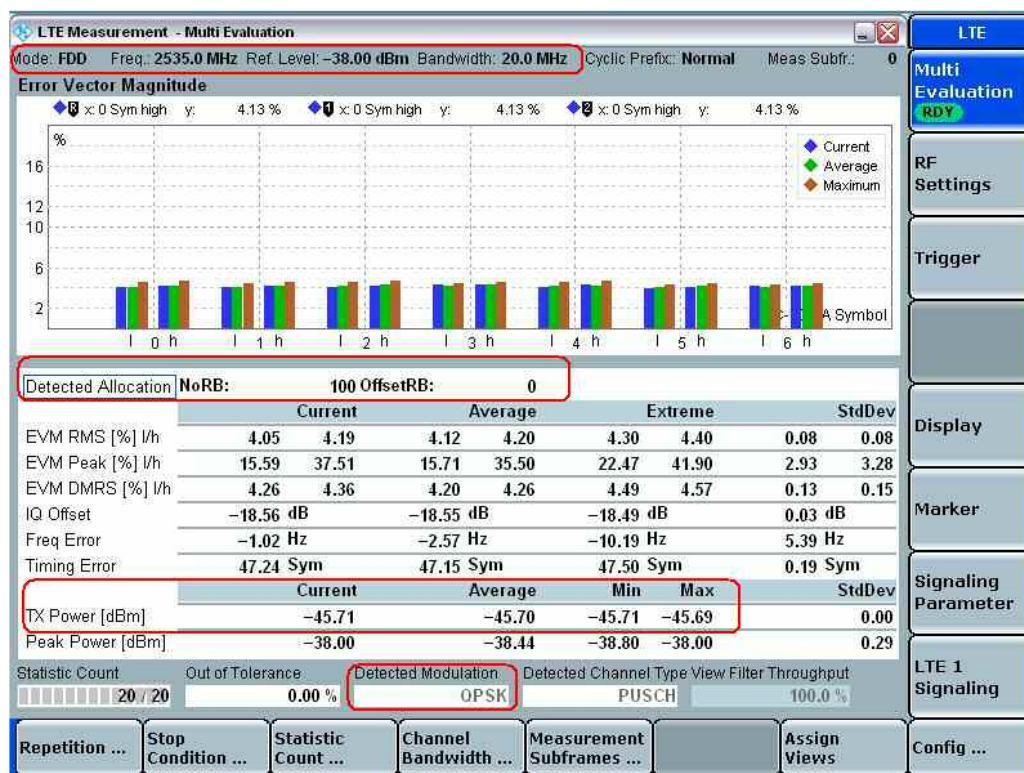 LTE Measurement - Multi Evaluation
LTE
Mode: FDD Freq.: 2535.0 MHz Ref. Level: -38.00 dBm Bandwidth: 20.0 MHz Cyclic Prefix: Normal Meas Subfr.: 0
Multi
Evaluation
RDY
Error Vector Magnitude
x: 0 Sym high y: 4.13 % x: 0 Sym high y: 4.13 % x: 0 Sym high y: 4.13 %
%
Current
Average
Maximum
16
12
10
6
2
A Symbol
l 0 h l 1 h l 2 h l 3 h l 4 h l 5 h l 6 h
RF
Settings
Trigger
Detected Allocation NoRB: 100 OffsetRB: 0
Current Average Extreme StdDev
EVM RMS [%] l/h 4.05 4.19 4.12 4.20 4.30 4.40 0.08 0.08
EVM Peak [%] l/h 15.59 37.51 15.71 35.50 22.47 41.90 2.93 3.28
EVM DMRS [%] l/h 4.26 4.36 4.20 4.26 4.49 4.57 0.13 0.15
IQ Offset -18.56 dB -18.55 dB -18.49 dB 0.03 dB
Freq Error -1.02 Hz -2.57 Hz -10.19 Hz 5.39 Hz
Timing Error 47.24 Sym 47.15 Sym 47.50 Sym 0.19 Sym
Current Average Min Max StdDev
TX Power [dBm] -45.71 -45.70 -45.71 -45.69 0.00
Peak Power [dBm] -38.00 -38.44 -38.80 -38.00 0.29
Display
Marker
Signaling
Parameter
LTE 1
Signaling
Statistic Count Out of Tolerance Detected Modulation Detected Channel Type View Filter Throughput
20 / 20 0.00 % QPSK PUSCH 100.0 %
Repetition ...
Stop
Condition ...
Statistic
Count ...
Channel
Bandwidth ...
Measurement
Subframes ...
Assign
Views
Config ...